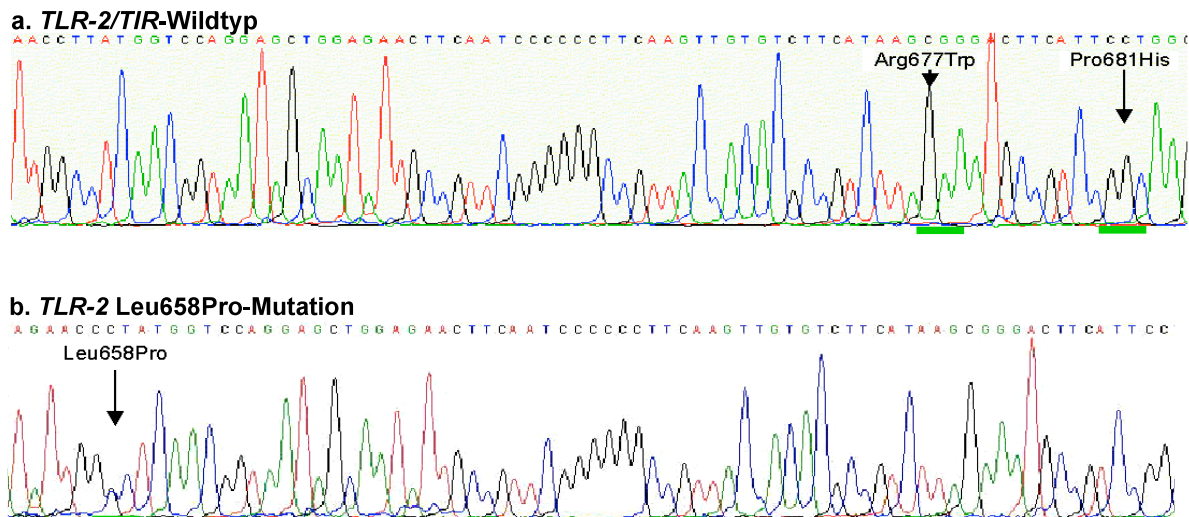 a. TLR-2/TIR-Wildtyp
AACCTTATGGTCCAGGAGCTGGAGAACTTCAATCCCCCCTTCAAGTTGTGTCTTCATAAGCGGGACTTCATTCCTGGC
Arg677Trp Pro681His
b. TLR-2 Leu658Pro-Mutation
AGAACCCTATGGTCCAGGAGCTGGAGAACTTCAATCCCCCCTTCAAGTTGTGTCTTCATAAGCGGGACTTCATTCC
Leu658Pro